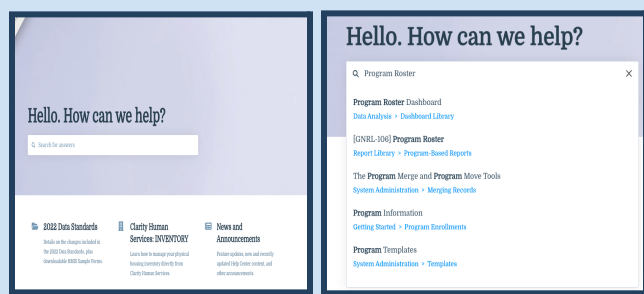 Hello. How can we help?
Search for answers
2022 Data Standards
Details on the changes included in
the 2022 Data Standards, plus
downloadable HMIS Sample Forms.
Clarity Human
Services: INVENTORY
Learn how to manage your physical
housing inventory directly from
Clarity Human Services.
News and
Announcements
Feature updates, new and recently
updated Help Center content, and
other announcements.
Hello. How can we help?
Program Roster X
Program Roster Dashboard
Data Analysis > Dashboard Library
[GNRL-106] Program Roster
Report Library > Program-Based Reports
The Program Merge and Program Move Tools
System Administration > Merging Records
Program Information
Getting Started > Program Enrollments
Program Templates
System Administration > Templates